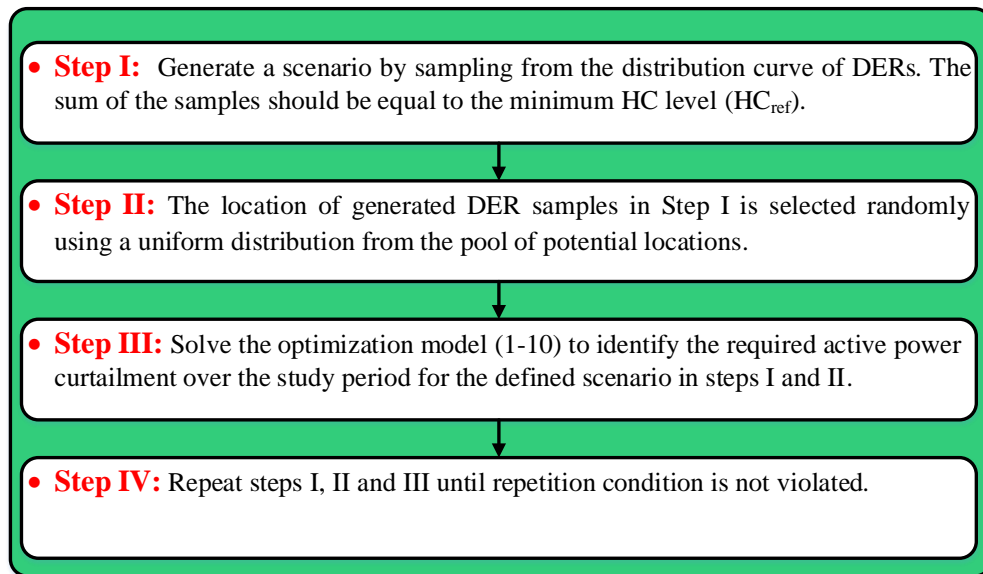 • Step I: Generate a scenario by sampling from the distribution curve of DERs. The
sum of the samples should be equal to the minimum HC level (HCref).
• Step II: The location of generated DER samples in Step I is selected randomly
using a uniform distribution from the pool of potential locations.
• Step III: Solve the optimization model (1-10) to identify the required active power
curtailment over the study period for the defined scenario in steps I and II.
• Step IV: Repeat steps I, II and III until repetition condition is not violated.